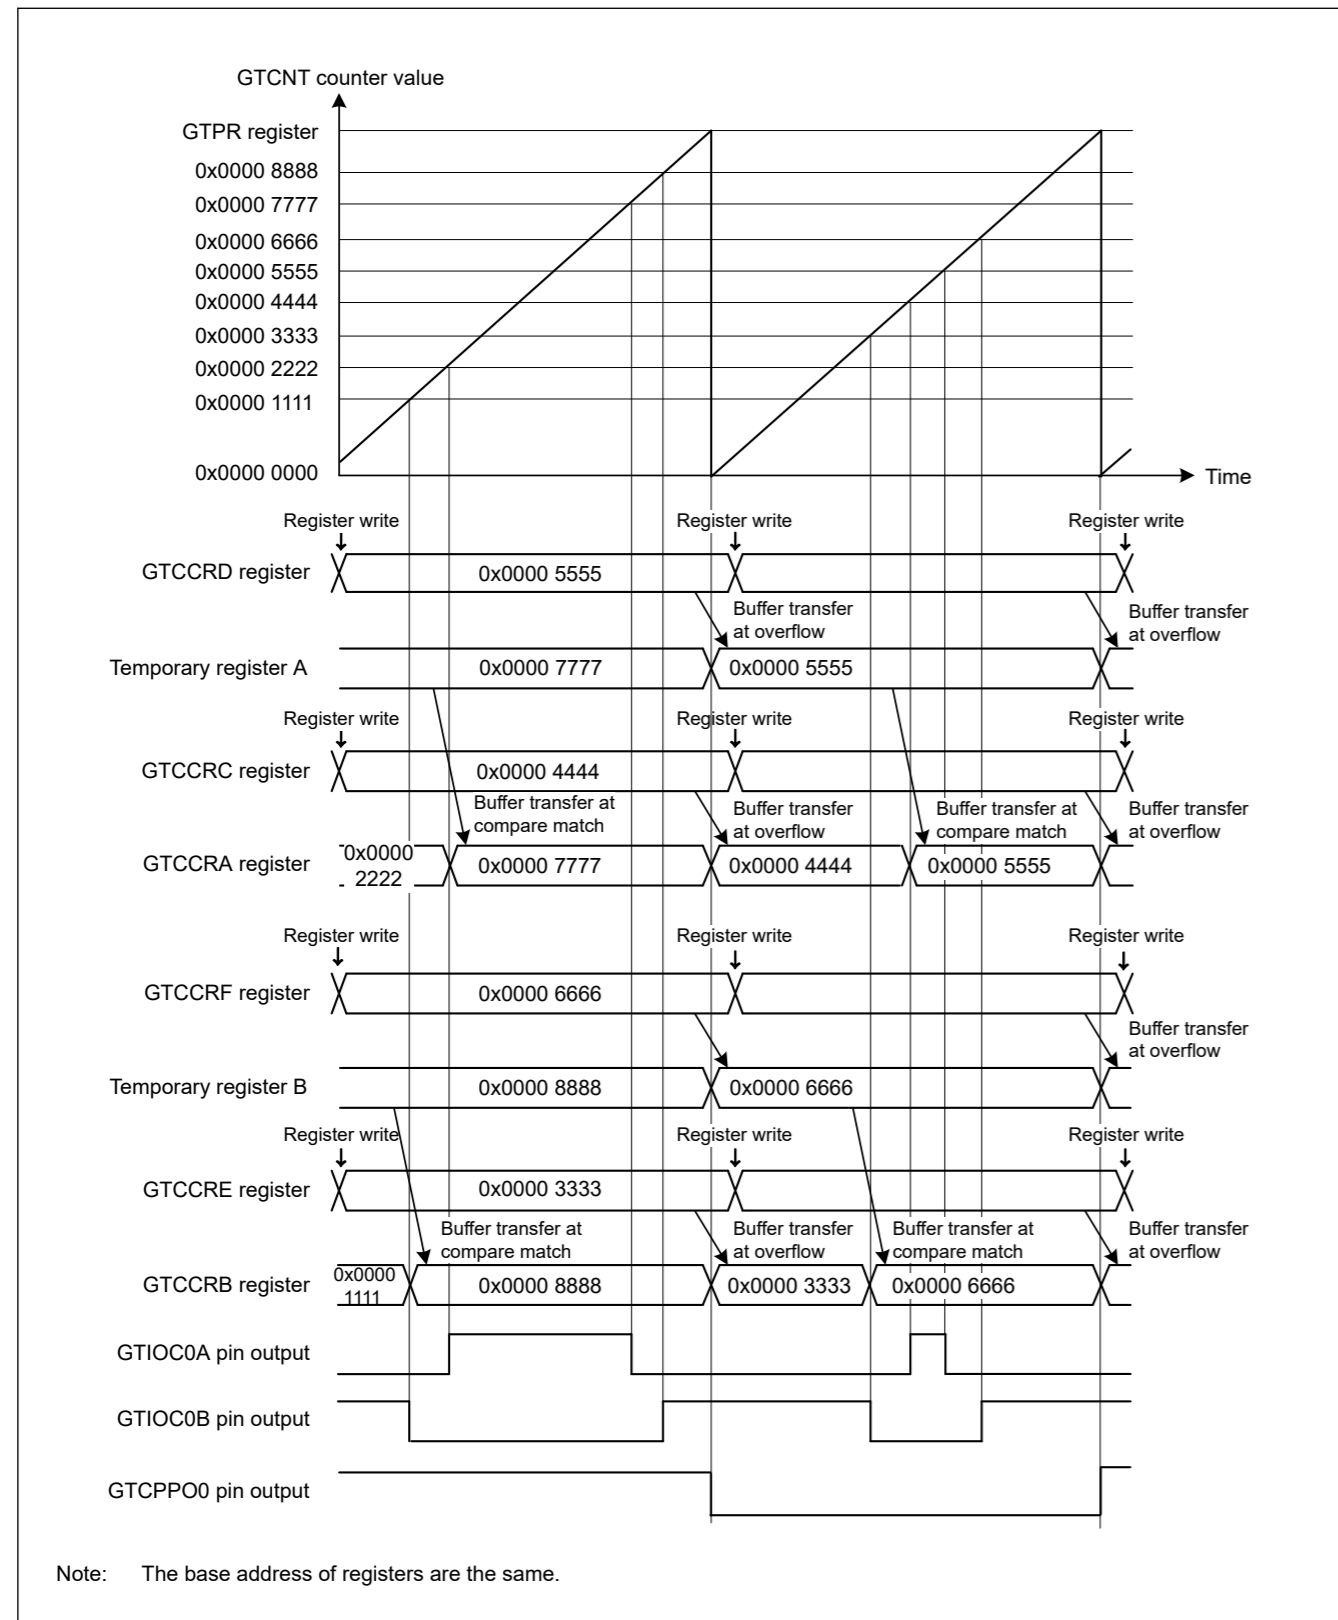 GTCNT counter value
GTPR register
0x0000 8888
0x0000 7777
0x0000 6666
0x0000 5555
0x0000 4444
0x0000 3333
0x0000 2222
0x0000 1111
0x0000 0000
Time
Register write
Register write
Register write
GTCCRD register
0x0000 5555
Buffer transfer
at overflow
Buffer transfer
at overflow
Temporary register A
0x0000 7777
0x0000 5555
Register write
Register write
Register write
GTCCRC register
0x0000 4444
Buffer transfer at
compare match
Buffer transfer
at overflow
Buffer transfer at
compare match
Buffer transfer
at overflow
GTCCRA register
0x0000
2222
0x0000 7777
0x0000 4444
0x0000 5555
Register write
Register write
Register write
GTCCRF register
0x0000 6666
Buffer transfer
at overflow
Temporary register B
0x0000 8888
0x0000 6666
Register write
Register write
Register write
GTCCRE register
0x0000 3333
Buffer transfer at
compare match
Buffer transfer
at overflow
Buffer transfer at
compare match
Buffer transfer
at overflow
GTCCRB register
0x0000
1111
0x0000 8888
0x0000 3333
0x0000 6666
GTIOC0A pin output
GTIOC0B pin output
GTCPPO0 pin output
Note: The base address of registers are the same.